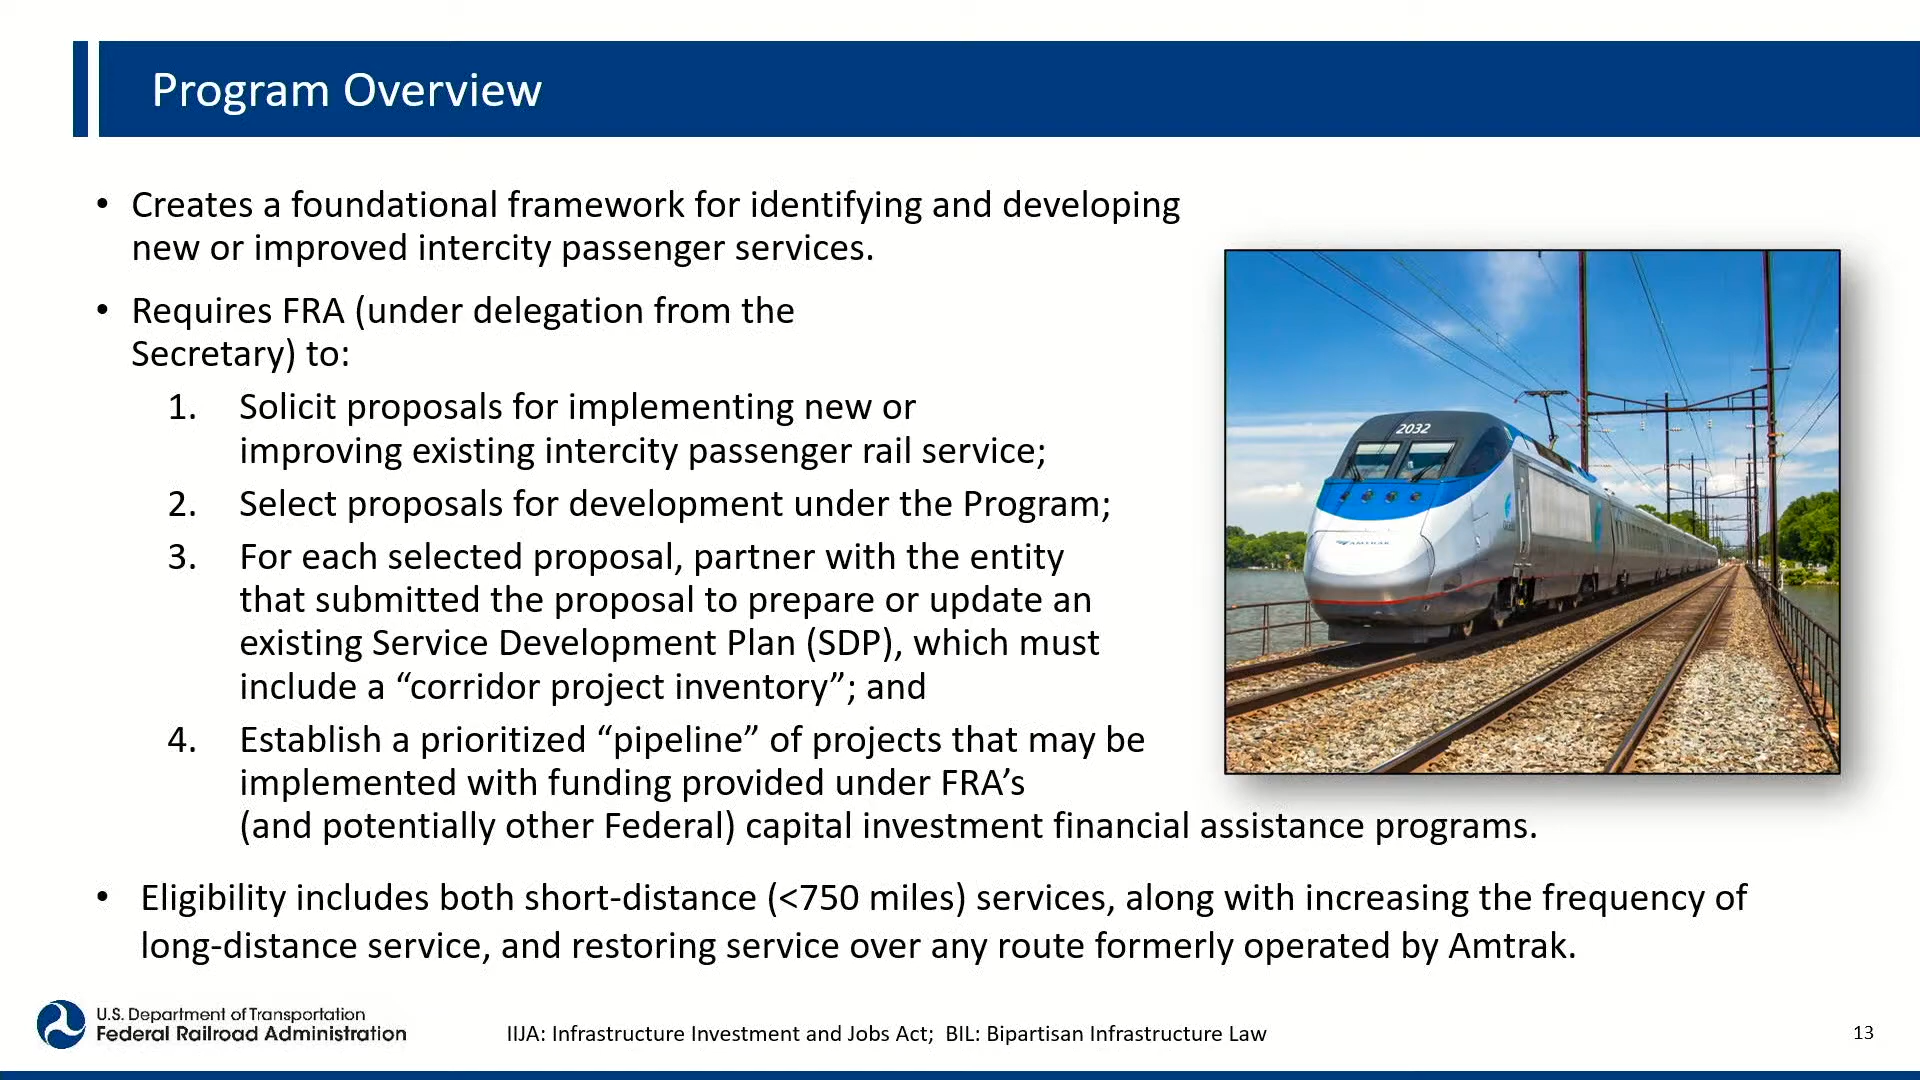 Program Overview
• Creates a foundational framework for identifying and developing
new or improved intercity passenger services.
• Requires FRA (under delegation from the
Secretary) to:
1. Solicit proposals for implementing new or
improving existing intercity passenger rail service;
2. Select proposals for development under the Program;
3. For each selected proposal, partner with the entity
that submitted the proposal to prepare or update an
existing Service Development Plan (SDP), which must
include a “corridor project inventory”; and
4. Establish a prioritized “pipeline” of projects that may be
implemented with funding provided under FRA’s
(and potentially other Federal) capital investment financial assistance programs.
2032
AMTRAK
• Eligibility includes both short-distance (<750 miles) services, along with increasing the frequency of
long-distance service, and restoring service over any route formerly operated by Amtrak.
U.S. Department of Transportation
Federal Railroad Administration
IIJA: Infrastructure Investment and Jobs Act; BIL: Bipartisan Infrastructure Law
13